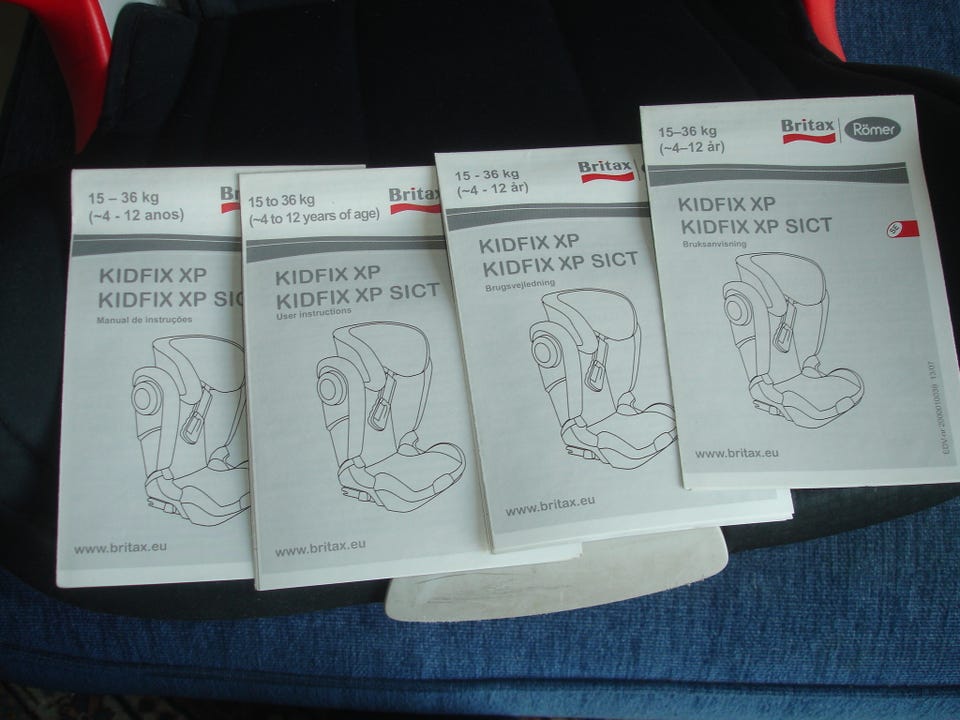 15 – 36 kg
(~4 - 12 anos)
KIDFIX XP
KIDFIX XP
Manual de instruções
www.britax.eu
15 to 36 kg
(~4 to 12 years of age)
Britax
KIDFIX XP
KIDFIX XP SICT
User instructions
www.britax.eu
15 - 36 kg
(~4 - 12 år)
Britax
KIDFIX XP
KIDFIX XP SICT
Brugsvejledning
www.britax.eu
15–36 kg
(~4–12 år)
Britax Römer
KIDFIX XP
KIDFIX XP SICT
Bruksanvisning
SE
www.britax.eu